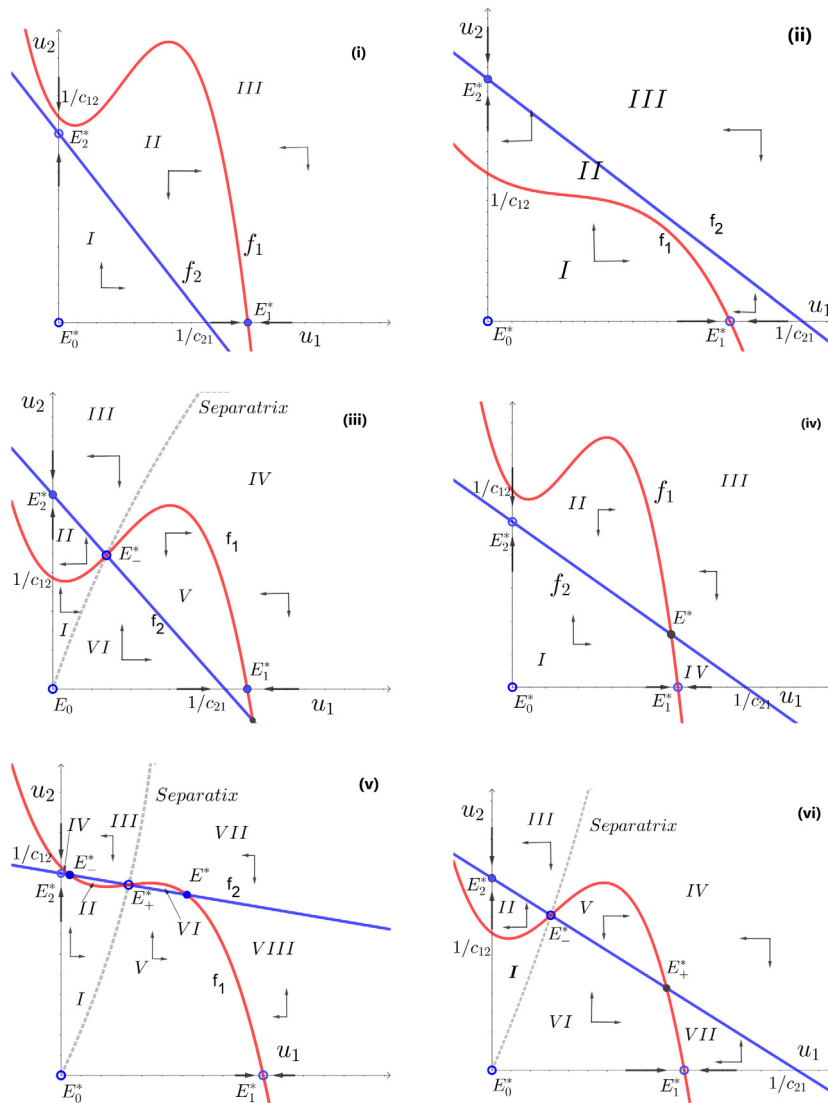 (i)
u₂
1/c₁₂
III
E₂*
II
I
f₂
f₁
E₀*
1/c₂₁
E₁*
u₁
(ii)
u₂
E₂*
III
II
1/c₁₂
f₂
f₁
I
E₀*
E₁*
u₁
1/c₂₁
(iii)
u₂
Separatrix
III
IV
E₂*
II
E₋*
f₁
1/c₁₂
V
I
VI
f₂
E₀
1/c₂₁
E₁*
u₁
(iv)
u₂
1/c₁₂
II
f₁
III
E₂*
f₂
E*
I
IV
E₀*
E₁*
1/c₂₁
u₁
(v)
u₂
Separatix
IV
III
VII
1/c₁₂
E₋*
E*
E₂*
II
E₊*
VI
f₂
V
VIII
f₁
I
u₁
E₀*
E₁*
(vi)
u₂
Separatrix
III
IV
E₂*
II
V
E₋*
1/c₁₂
I
E₊*
VI
VII
u₁
E₀*
E₁*
1/c₂₁